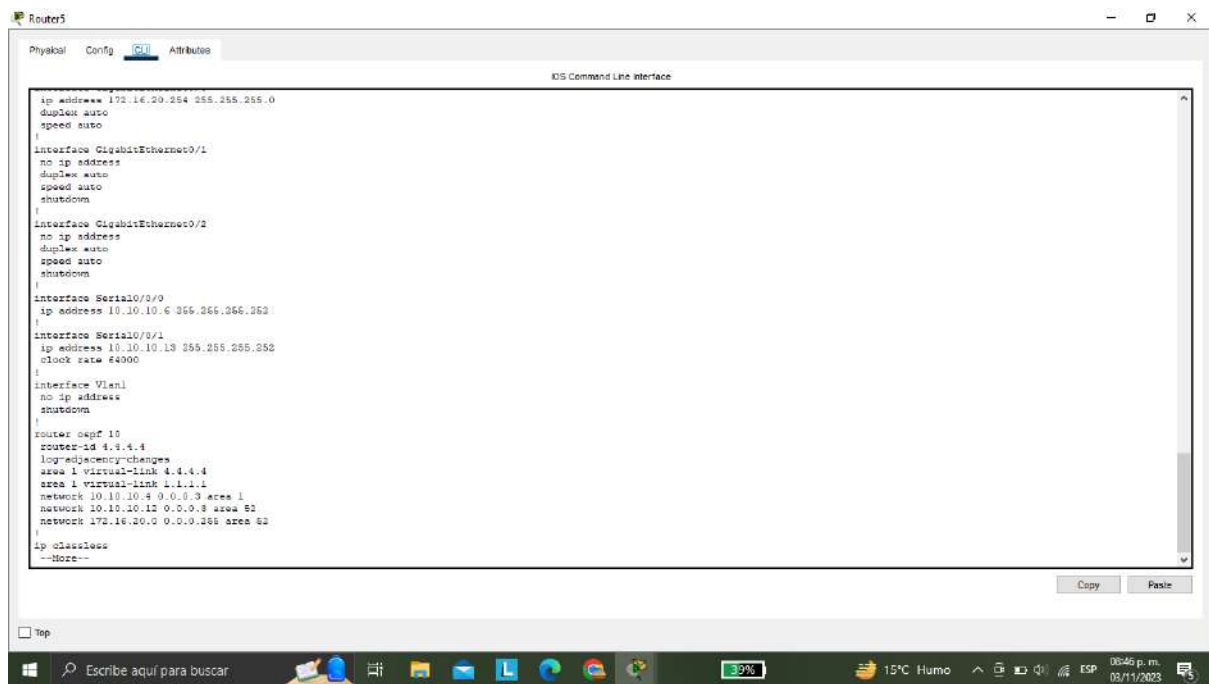 Router5
Physical Config CLI Attributes
IOS Command Line Interface
ip address 172.16.20.254 255.255.255.0
duplex auto
speed auto
!
interface GigabitEthernet0/1
no ip address
duplex auto
speed auto
shutdown
!
interface GigabitEthernet0/2
no ip address
duplex auto
speed auto
shutdown
!
interface Serial0/0/0
ip address 10.10.10.6 255.255.255.252
!
interface Serial0/0/1
ip address 10.10.10.13 255.255.255.252
clock rate 64000
!
interface Vlan1
no ip address
shutdown
!
router ospf 10
router-id 4.4.4.4
log-adjacency-changes
area 1 virtual-link 4.4.4.4
area 1 virtual-link 1.1.1.1
network 10.10.10.4 0.0.0.3 area 1
network 10.10.10.12 0.0.0.3 area 52
network 172.16.20.0 0.0.0.255 area 52
!
ip classless
--More--
Copy Paste
Top
Escribe aquí para buscar
39%
15°C Humo
ESP
08:46 p. m.
03/11/2023